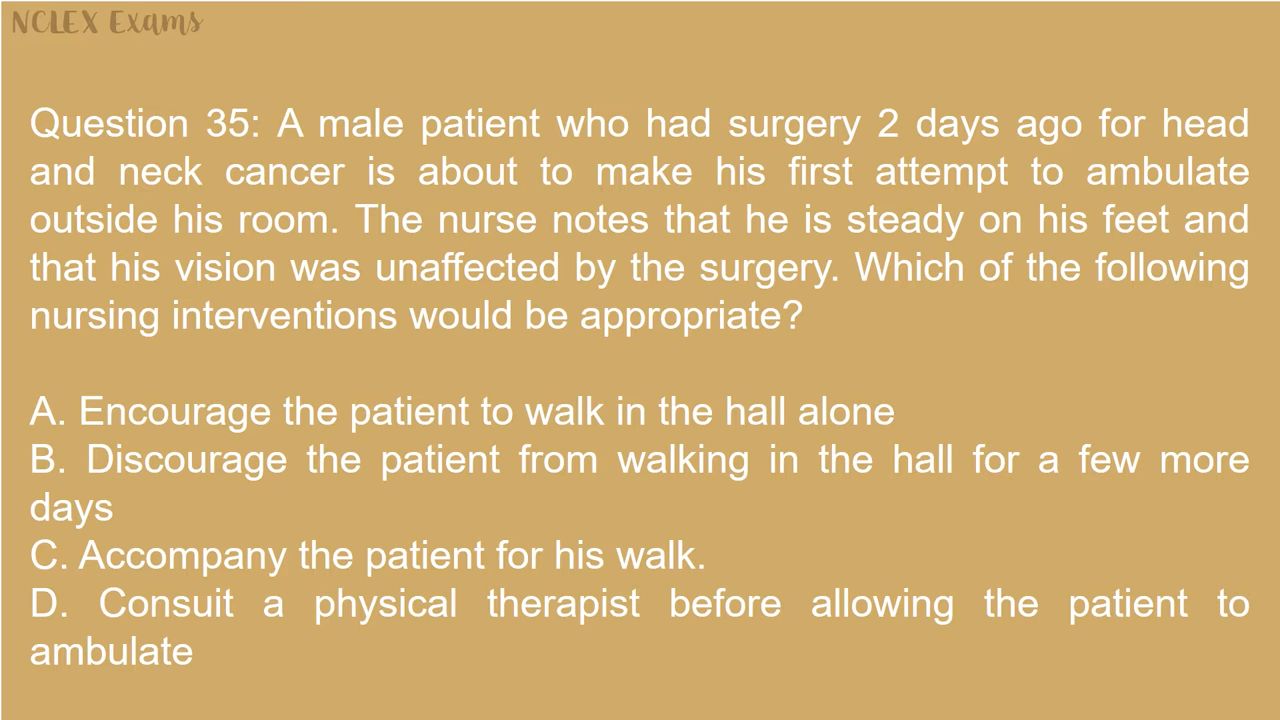 NCLEX Exams
Question 35: A male patient who had surgery 2 days ago for head
and neck cancer is about to make his first attempt to ambulate
outside his room. The nurse notes that he is steady on his feet and
that his vision was unaffected by the surgery. Which of the following
nursing interventions would be appropriate?
A. Encourage the patient to walk in the hall alone
B. Discourage the patient from walking in the hall for a few more
days
C. Accompany the patient for his walk.
D. Consuit a physical therapist before allowing the patient to
ambulate